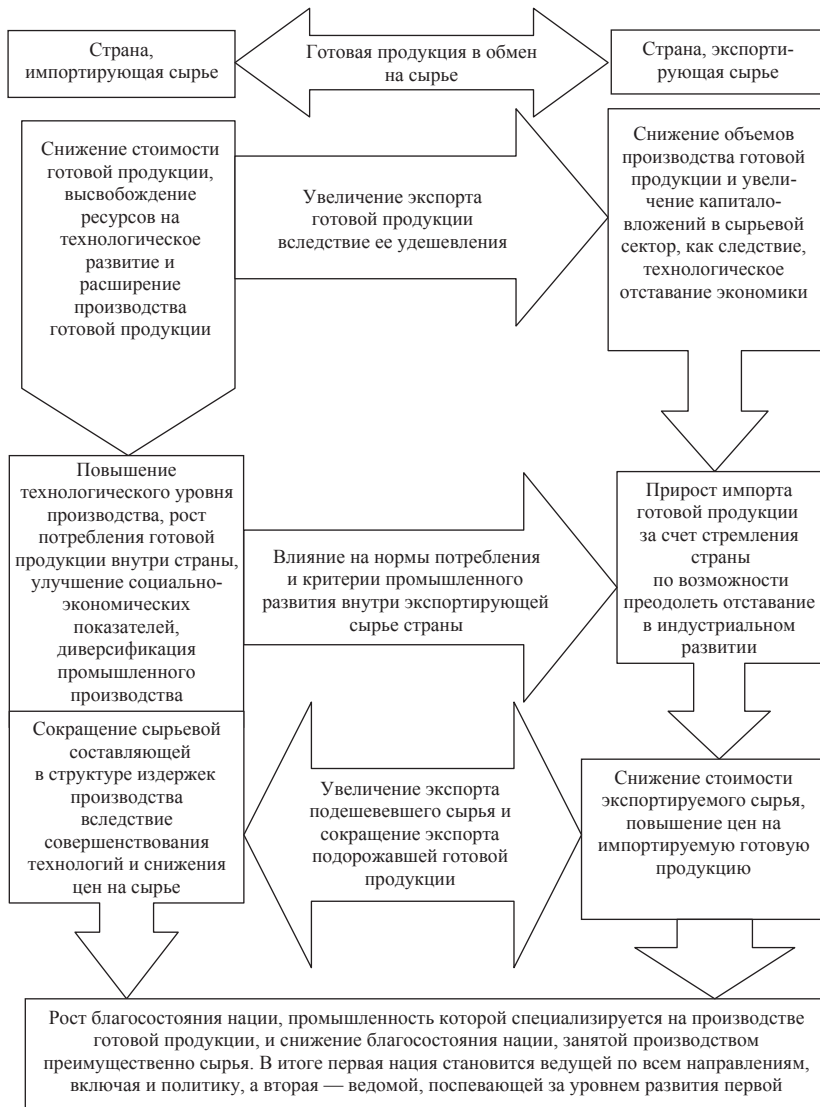 Страна,
импортирующая сырье
Готовая продукция в обмен
на сырье
Страна, экспорти-
рующая сырье
Снижение стоимости
готовой продукции,
высвобождение
ресурсов на
технологическое
развитие и
расширение
производства
готовой продукции
Увеличение экспорта
готовой продукции
вследствие ее удешевления
Снижение объемов
производства готовой
продукции и увели-
чение капитало-
вложений в сырьевой
сектор, как следствие,
технологическое
отставание экономики
Повышение
технологического уровня
производства, рост
потребления готовой
продукции внутри страны,
улучшение социально-
экономических
показателей,
диверсификация
промышленного
производства
Влияние на нормы потребления
и критерии промышленного
развития внутри экспортирующей
сырье страны
Прирост импорта
готовой продукции
за счет стремления
страны
по возможности
преодолеть отставание
в индустриальном
развитии
Сокращение сырьевой
составляющей
в структуре издержек
производства
вследствие
совершенствования
технологий и снижения
цен на сырье
Увеличение экспорта
подешевевшего сырья и
сокращение экспорта
подорожавшей готовой
продукции
Снижение стоимости
экспортируемого сырья,
повышение цен на
импортируемую готовую
продукцию
Рост благосостояния нации, промышленность которой специализируется на производстве
готовой продукции, и снижение благосостояния нации, занятой производством
преимущественно сырья. В итоге первая нация становится ведущей по всем направлениям,
включая и политику, а вторая — ведомой, поспевающей за уровнем развития первой